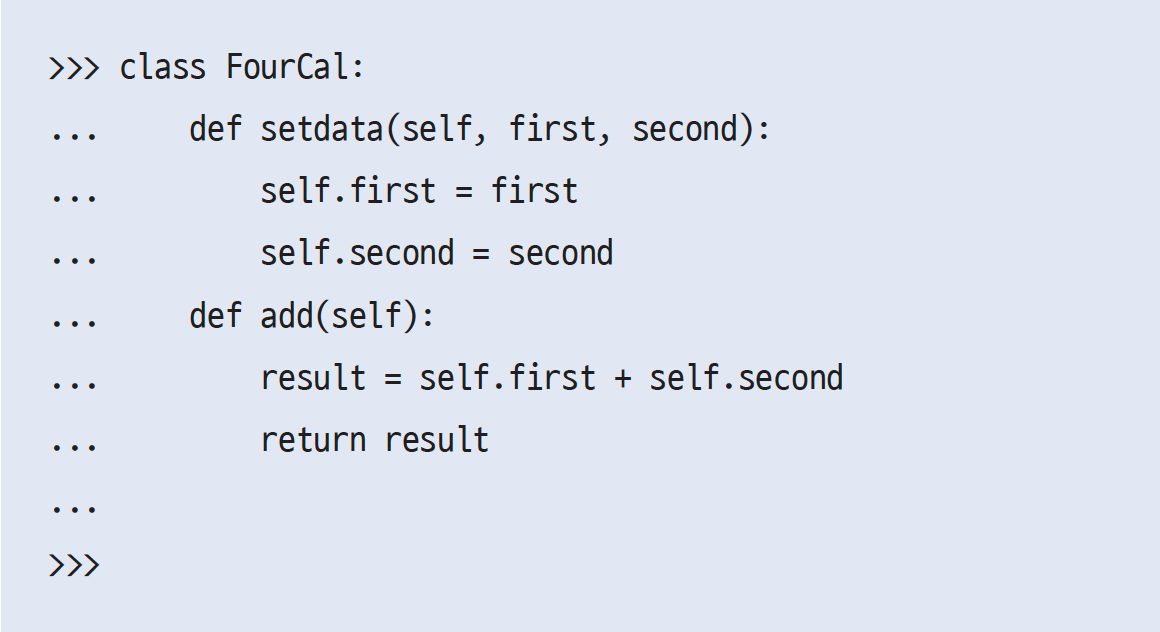 >>> class FourCal:
...     def setdata(self, first, second):
...         self.first = first
...         self.second = second
...     def add(self):
...         result = self.first + self.second
...         return result
...
>>>